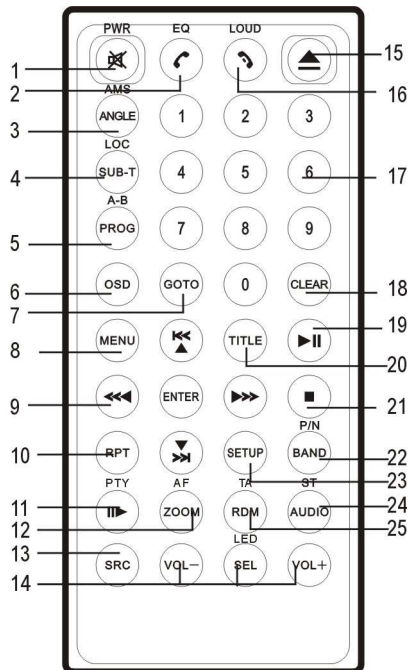 PWR EQ LOUD
1 15
2 16
AMS
3 ANGLE 1 2 3
LOC
4 SUB-T 4 5 6 17
A-B
5 PROG 7 8 9
6 OSD GOTO 0 CLEAR 18
7
8 MENU TITLE 19
20
9 ENTER 21
P/N
10 RPT SETUP BAND 22
23
PTY AF TA ST
11 ZOOM RDM AUDIO 24
12 25
LED
13 SRC VOL− SEL VOL+
14